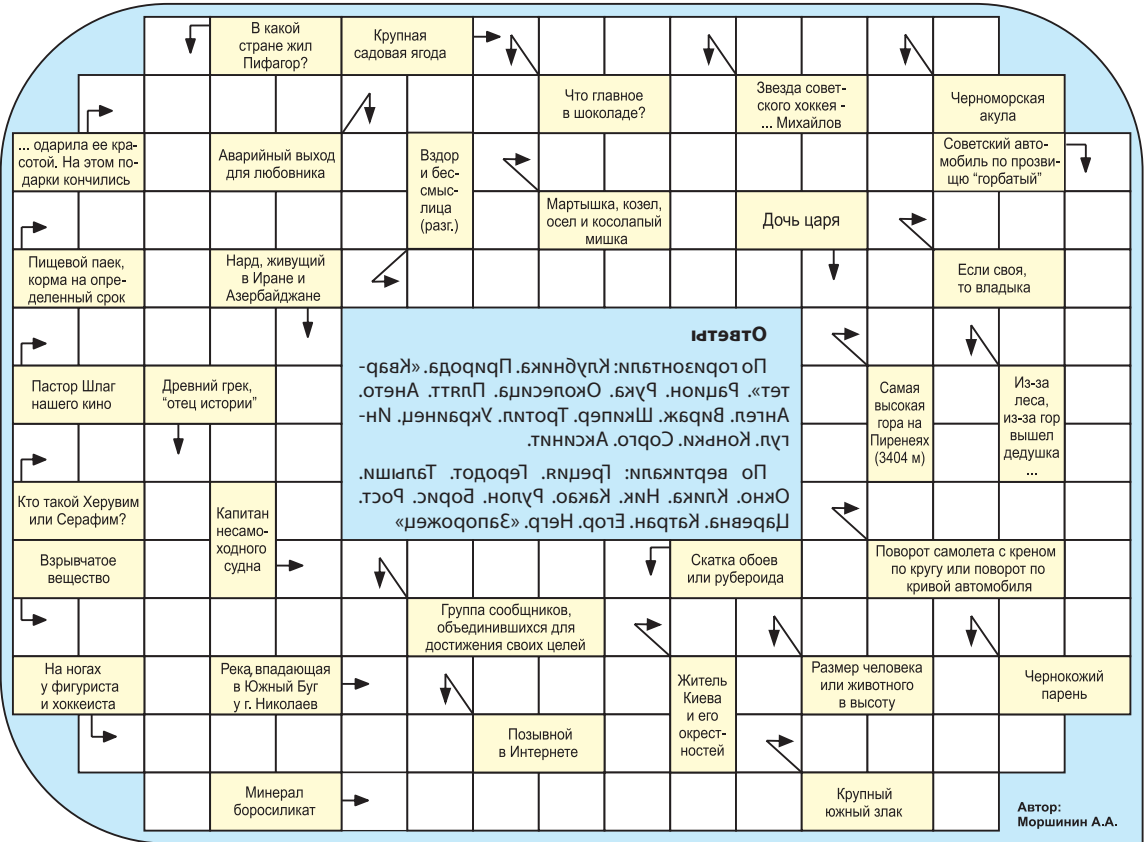 В какой
стране жил
Пифагор?
Крупная
садовая ягода
Что главное
в шоколаде?
Звезда совет-
ского хоккея -
... Михайлов
Черноморская
акула
... одарила ее кра-
сотой. На этом по-
дарки кончились
Аварийный выход
для любовника
Вздор
и бес-
смыс-
лица
(разг.)
Советский авто-
мобиль по прозви-
щу “горбатый”
Мартышка, козел,
осел и косолапый
мишка
Дочь царя
Пищевой паек,
корма на опре-
деленный срок
Нард, живущий
в Иране и
Азербайджане
Если своя,
то владыка
Ответы
По горизонтали: Клубника. Природа. «Квар-
тет». Рацион. Рука. Околесица. Плятт. Ането.
Ангел. Вираж. Шкипер. Тротил. Украинец. Ин-
гул. Коньки. Сорго. Аксинит.
По вертикали: Греция. Геродот. Талыши.
Окно. Клика. Ник. Какао. Рулон. Борис. Рост.
Царевна. Катран. Егор. Негр. «Запорожец»
Пастор Шлаг
нашего кино
Древний грек,
“отец истории”
Самая
высокая
гора на
Пиренеях
(3404 м)
Из-за
леса,
из-за гор
вышел
дедушка
...
Кто такой Херувим
или Серафим?
Капитан
несамо-
ходного
судна
Взрывчатое
вещество
Скатка обоев
или рубероида
Поворот самолета с креном
по кругу или поворот по
кривой автомобиля
Группа сообщников,
объединившихся для
достижения своих целей
На ногах
у фигуриста
и хоккеиста
Река, впадающая
в Южный Буг
у г. Николаев
Житель
Киева
и его
окрест-
ностей
Размер человека
или животного
в высоту
Чернокожий
парень
Позывной
в Интернете
Минерал
боросиликат
Крупный
южный злак
Автор:
Моршинин А.А.